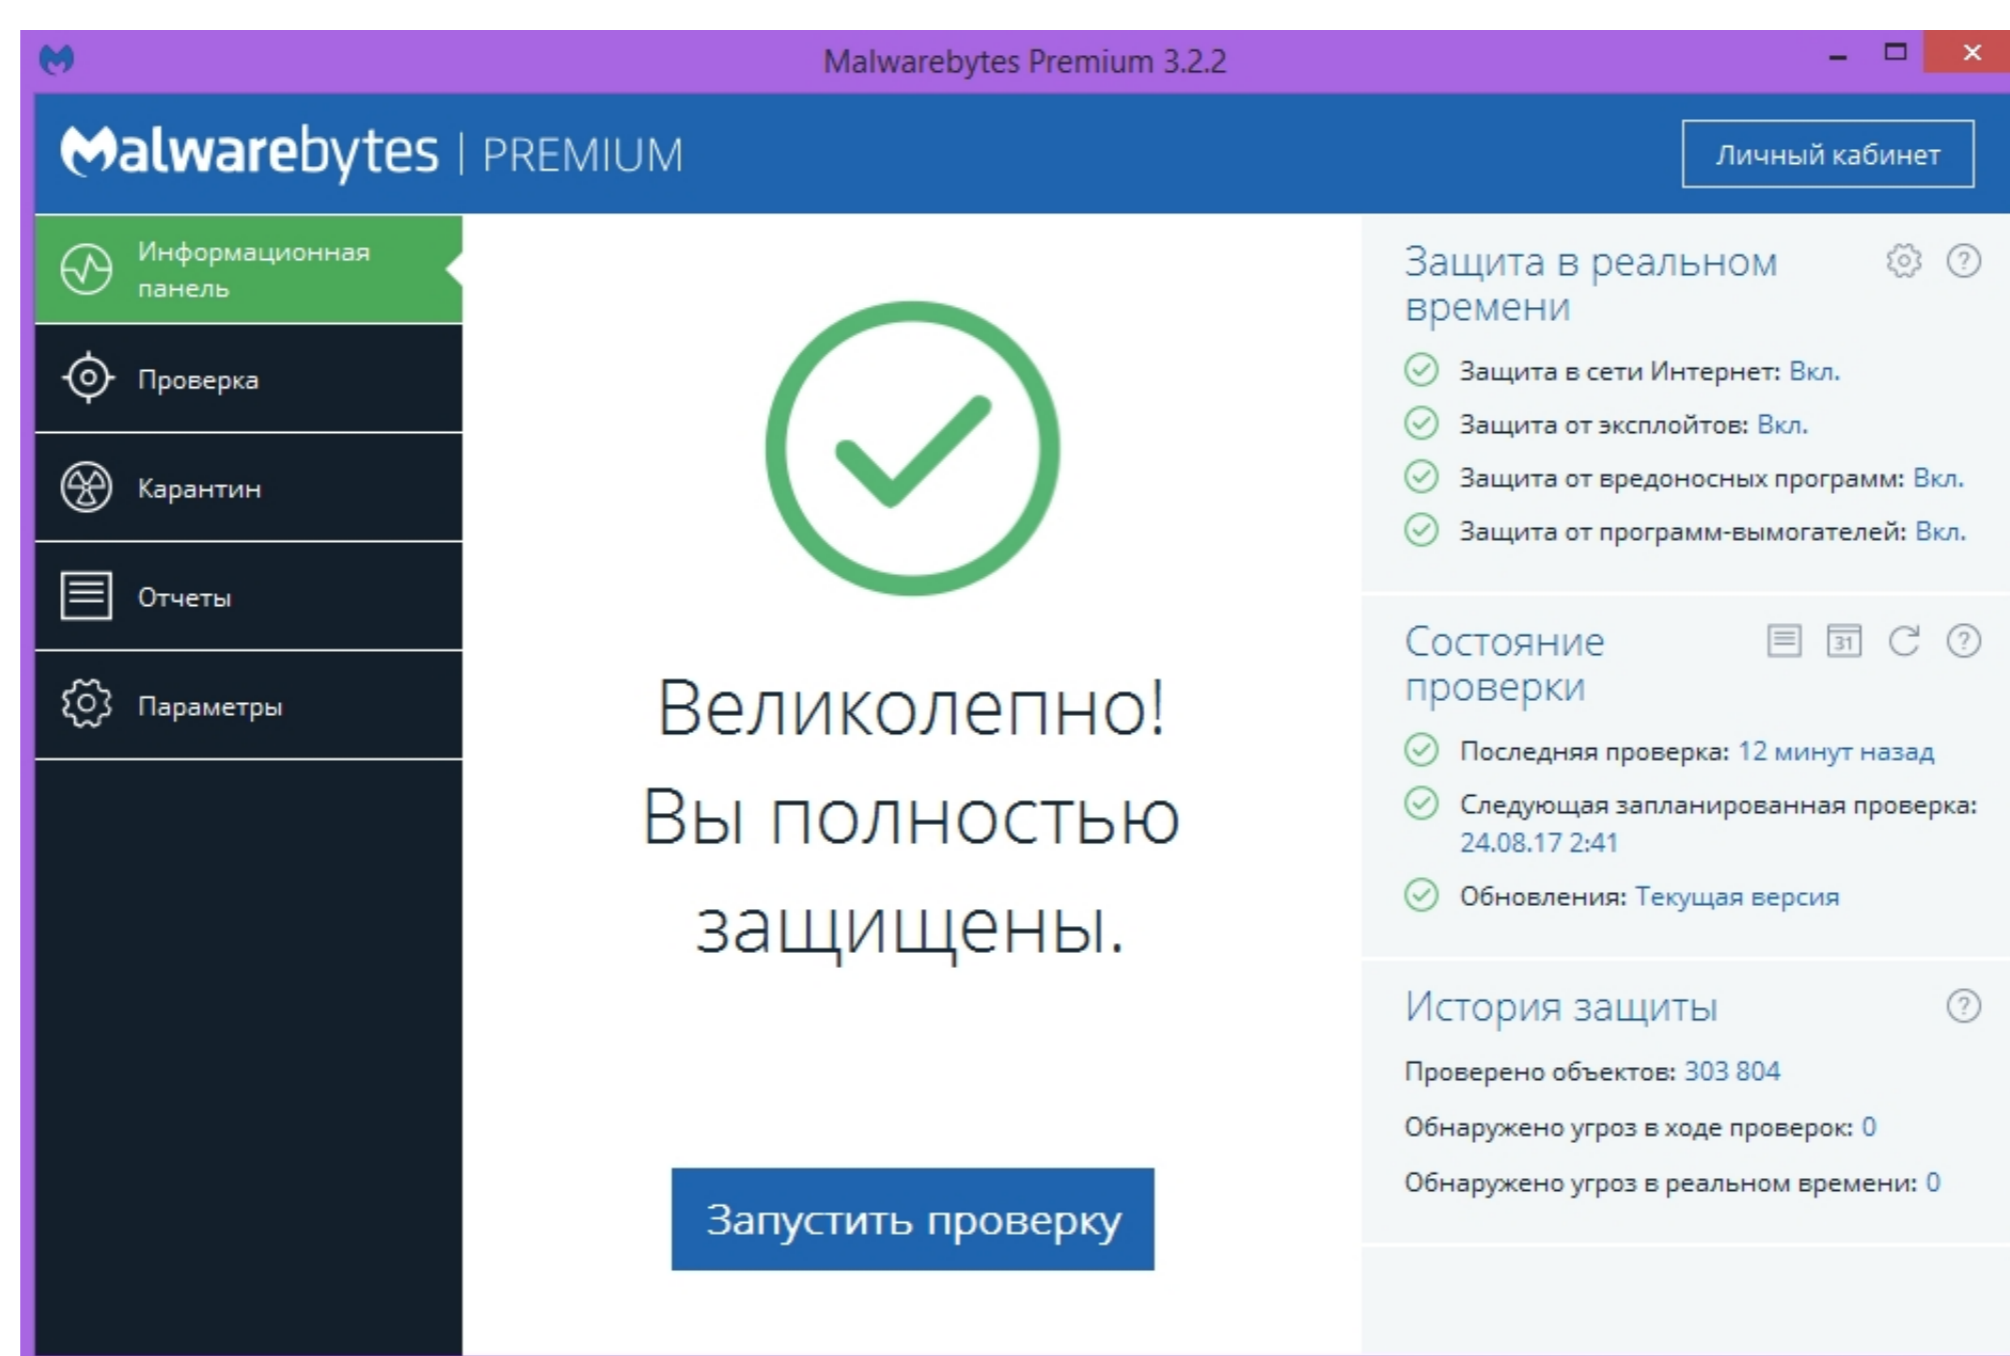 Malwarebytes Premium 3.2.2
Malwarebytes | PREMIUM
Личный кабинет
Информационная
панель
Проверка
Карантин
Отчеты
Параметры
Великолепно!
Вы полностью
защищены.
Запустить проверку
Защита в реальном
времени
Защита в сети Интернет: Вкл.
Защита от эксплойтов: Вкл.
Защита от вредоносных программ: Вкл.
Защита от программ-вымогателей: Вкл.
Состояние
проверки
31
Последняя проверка: 12 минут назад
Следующая запланированная проверка:
24.08.17 2:41
Обновления: Текущая версия
История защиты
Проверено объектов: 303 804
Обнаружено угроз в ходе проверок: 0
Обнаружено угроз в реальном времени: 0